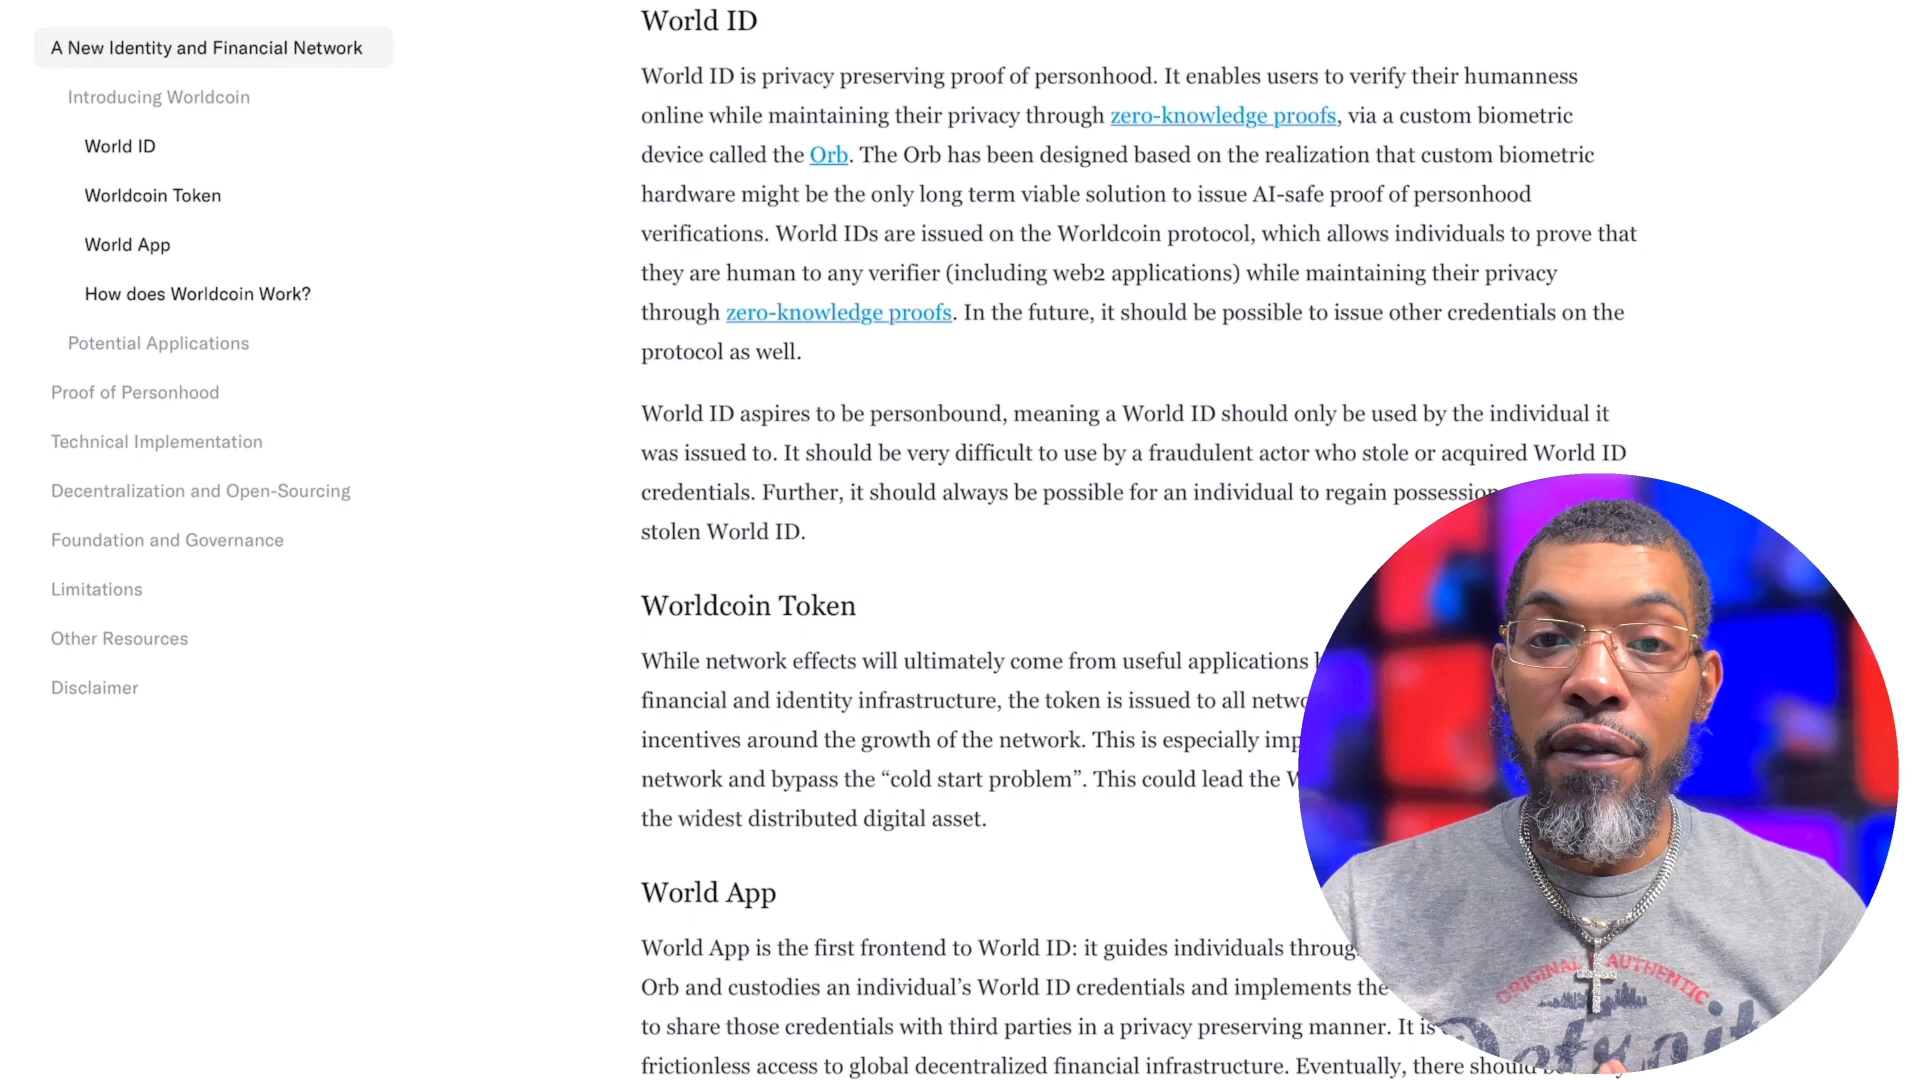 A New Identity and Financial Network
Introducing Worldcoin
World ID
Worldcoin Token
World App
How does Worldcoin Work?
Potential Applications
Proof of Personhood
Technical Implementation
Decentralization and Open-Sourcing
Foundation and Governance
Limitations
Other Resources
Disclaimer
World ID
World ID is privacy preserving proof of personhood. It enables users to verify their humanness
online while maintaining their privacy through zero-knowledge proofs, via a custom biometric
device called the Orb. The Orb has been designed based on the realization that custom biometric
hardware might be the only long term viable solution to issue AI-safe proof of personhood
verifications. World IDs are issued on the Worldcoin protocol, which allows individuals to prove that
they are human to any verifier (including web2 applications) while maintaining their privacy
through zero-knowledge proofs. In the future, it should be possible to issue other credentials on the
protocol as well.
World ID aspires to be personbound, meaning a World ID should only be used by the individual it
was issued to. It should be very difficult to use by a fraudulent actor who stole or acquired World ID
credentials. Further, it should always be possible for an individual to regain possession
stolen World ID.
Worldcoin Token
While network effects will ultimately come from useful applications
financial and identity infrastructure, the token is issued to all
incentives around the growth of the network. This is especially
network and bypass the “cold start problem”. This could lead the
the widest distributed digital asset.
World App
World App is the first frontend to World ID: it guides individuals
Orb and custodies an individual’s World ID credentials and implements the
to share those credentials with third parties in a privacy preserving manner. It is
frictionless access to global decentralized financial infrastructure. Eventually, there should
ORIGINAL AUTHENTIC
Detroit